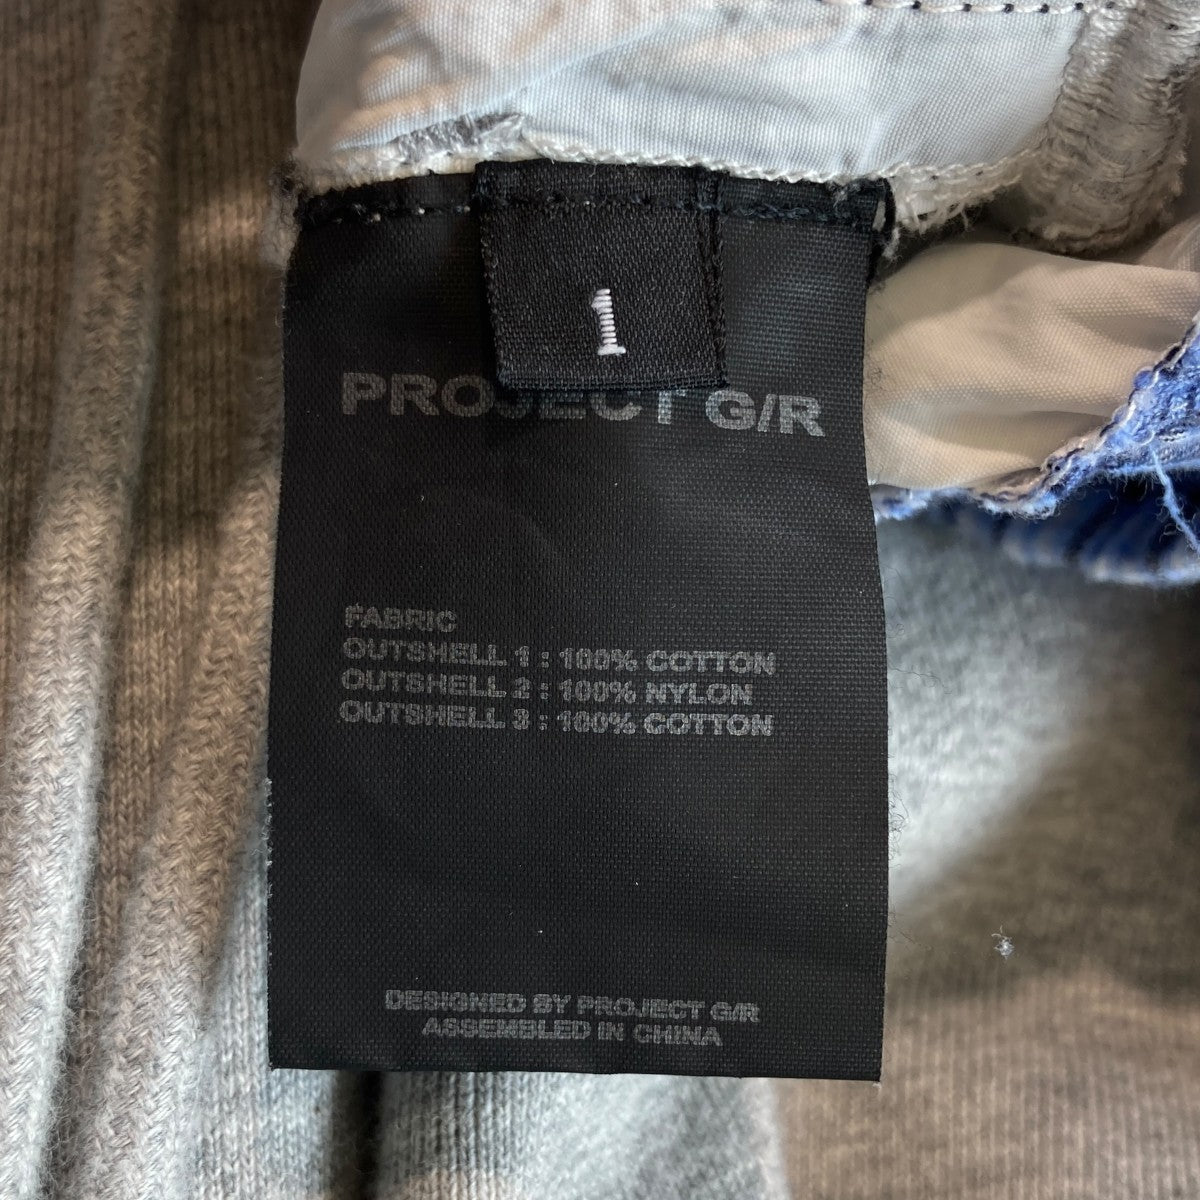 1
PROJECT G/R
FABRIC
OUTSHELL 1 : 100% COTTON
OUTSHELL 2 : 100% NYLON
OUTSHELL 3 : 100% COTTON
DESIGNED BY PROJECT G/R
ASSEMBLED IN CHINA